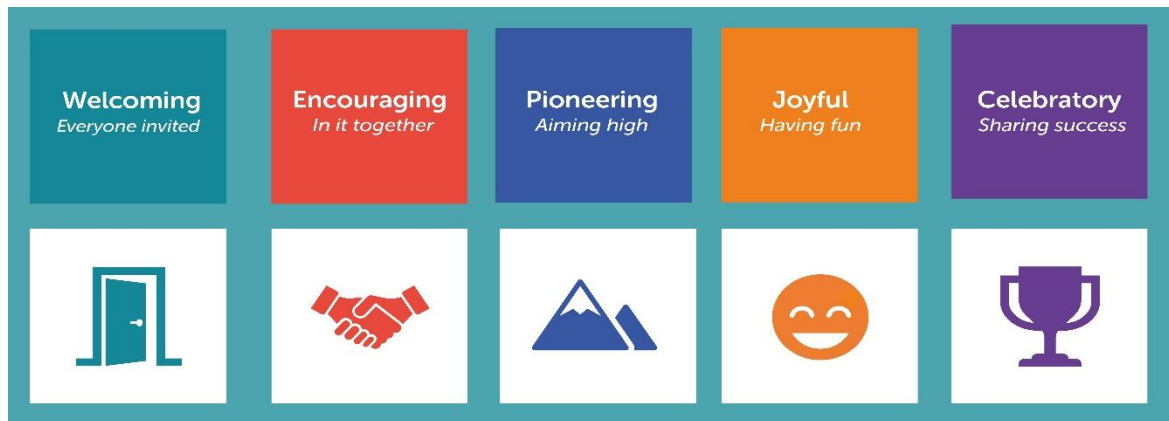 Welcoming
Everyone invited
Encouraging
In it together
Pioneering
Aiming high
Joyful
Having fun
Celebratory
Sharing success